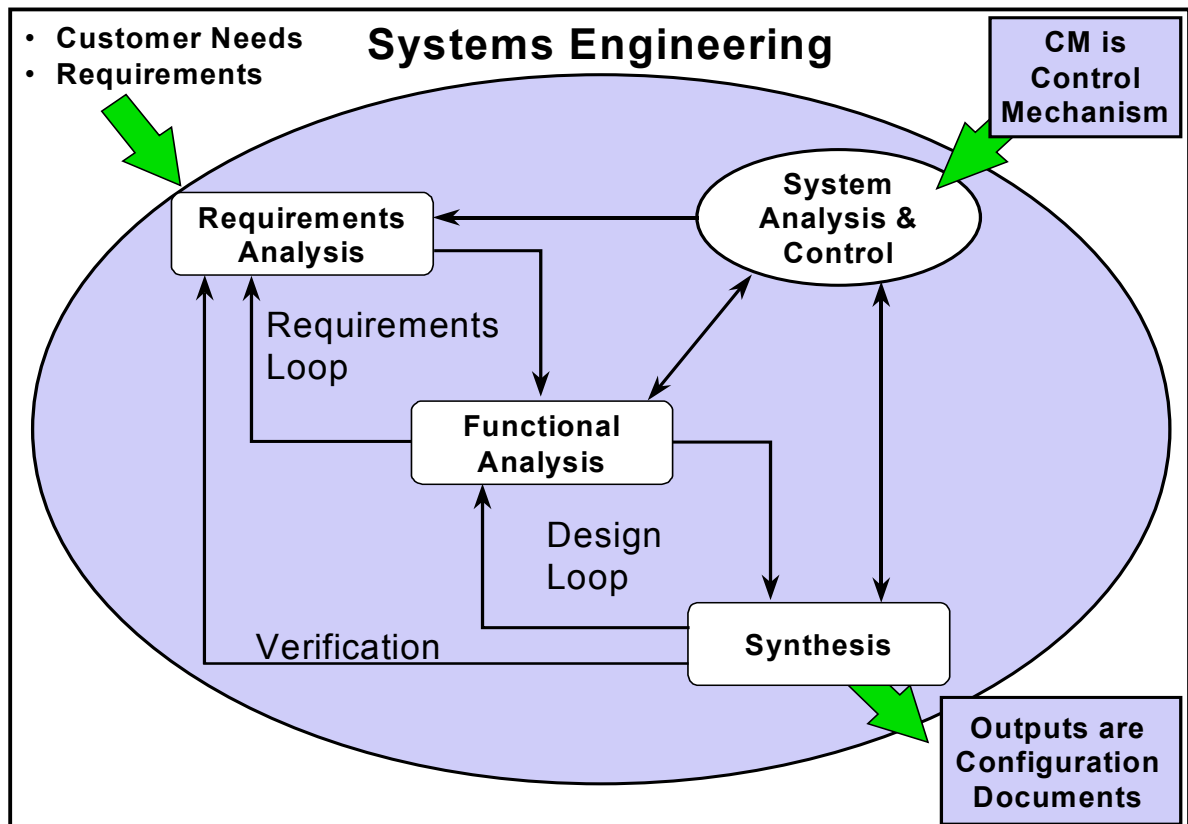 • Customer Needs
• Requirements
Systems Engineering
CM is
Control
Mechanism
Requirements
Analysis
System
Analysis &
Control
Requirements
Loop
Functional
Analysis
Design
Loop
Verification
Synthesis
Outputs are
Configuration
Documents